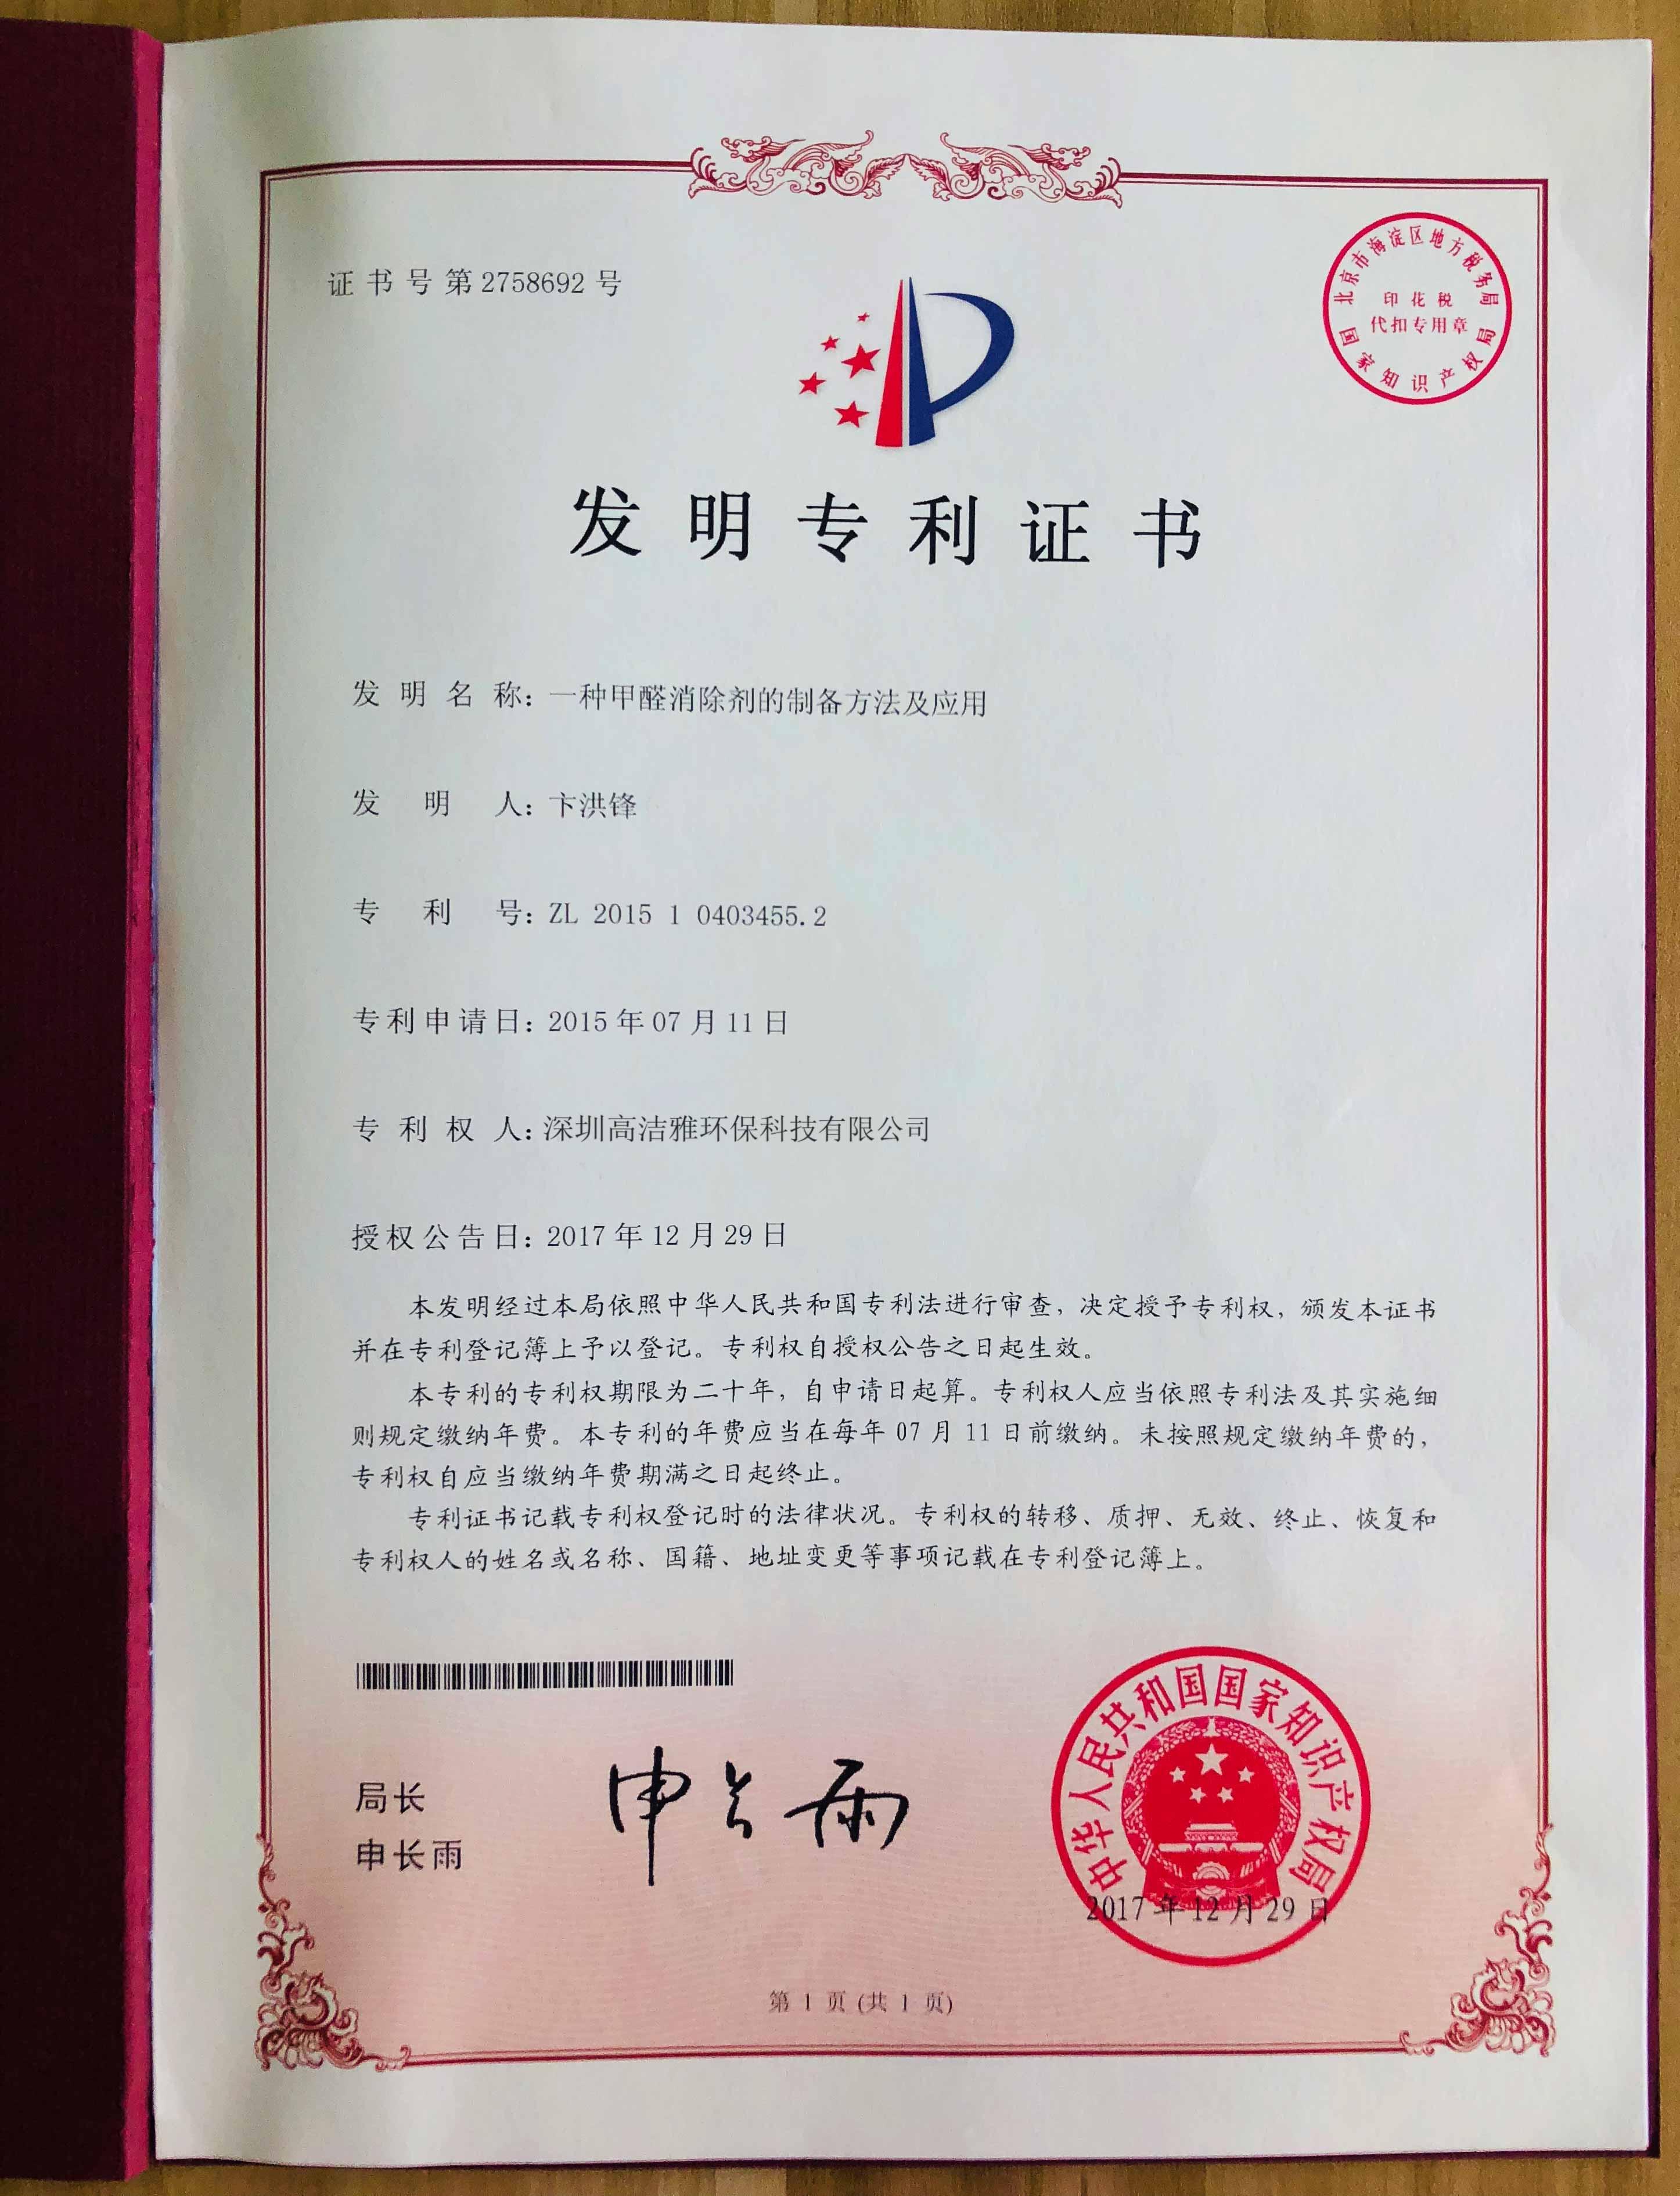 证书号第2758692号
北京市海淀区地方税务局
印花税
代扣专用章
国家知识产权局
发明专利证书
发明名称：一种甲醛消除剂的制备方法及应用
发明人：卞洪锋
专利号：ZL 2015 1 0403455.2
专利申请日：2015年07月11日
专利权人：深圳高洁雅环保科技有限公司
授权公告日：2017年12月29日
本发明经过本局依照中华人民共和国专利法进行审查，决定授予专利权，颁发本证书
并在专利登记簿上予以登记。专利权自授权公告之日起生效。
本专利的专利权期限为二十年，自申请日起算。专利权人应当依照专利法及其实施细
则规定缴纳年费。本专利的年费应当在每年07月11日前缴纳。未按照规定缴纳年费的，
专利权自应当缴纳年费期满之日起终止。
专利证书记载专利权登记时的法律状况。专利权的转移、质押、无效、终止、恢复和
专利权人的姓名或名称、国籍、地址变更等事项记载在专利登记簿上。
局长
申长雨
申长雨
中华人民共和国国家知识产权局
2017年12月29日
第 1 页 (共 1 页)